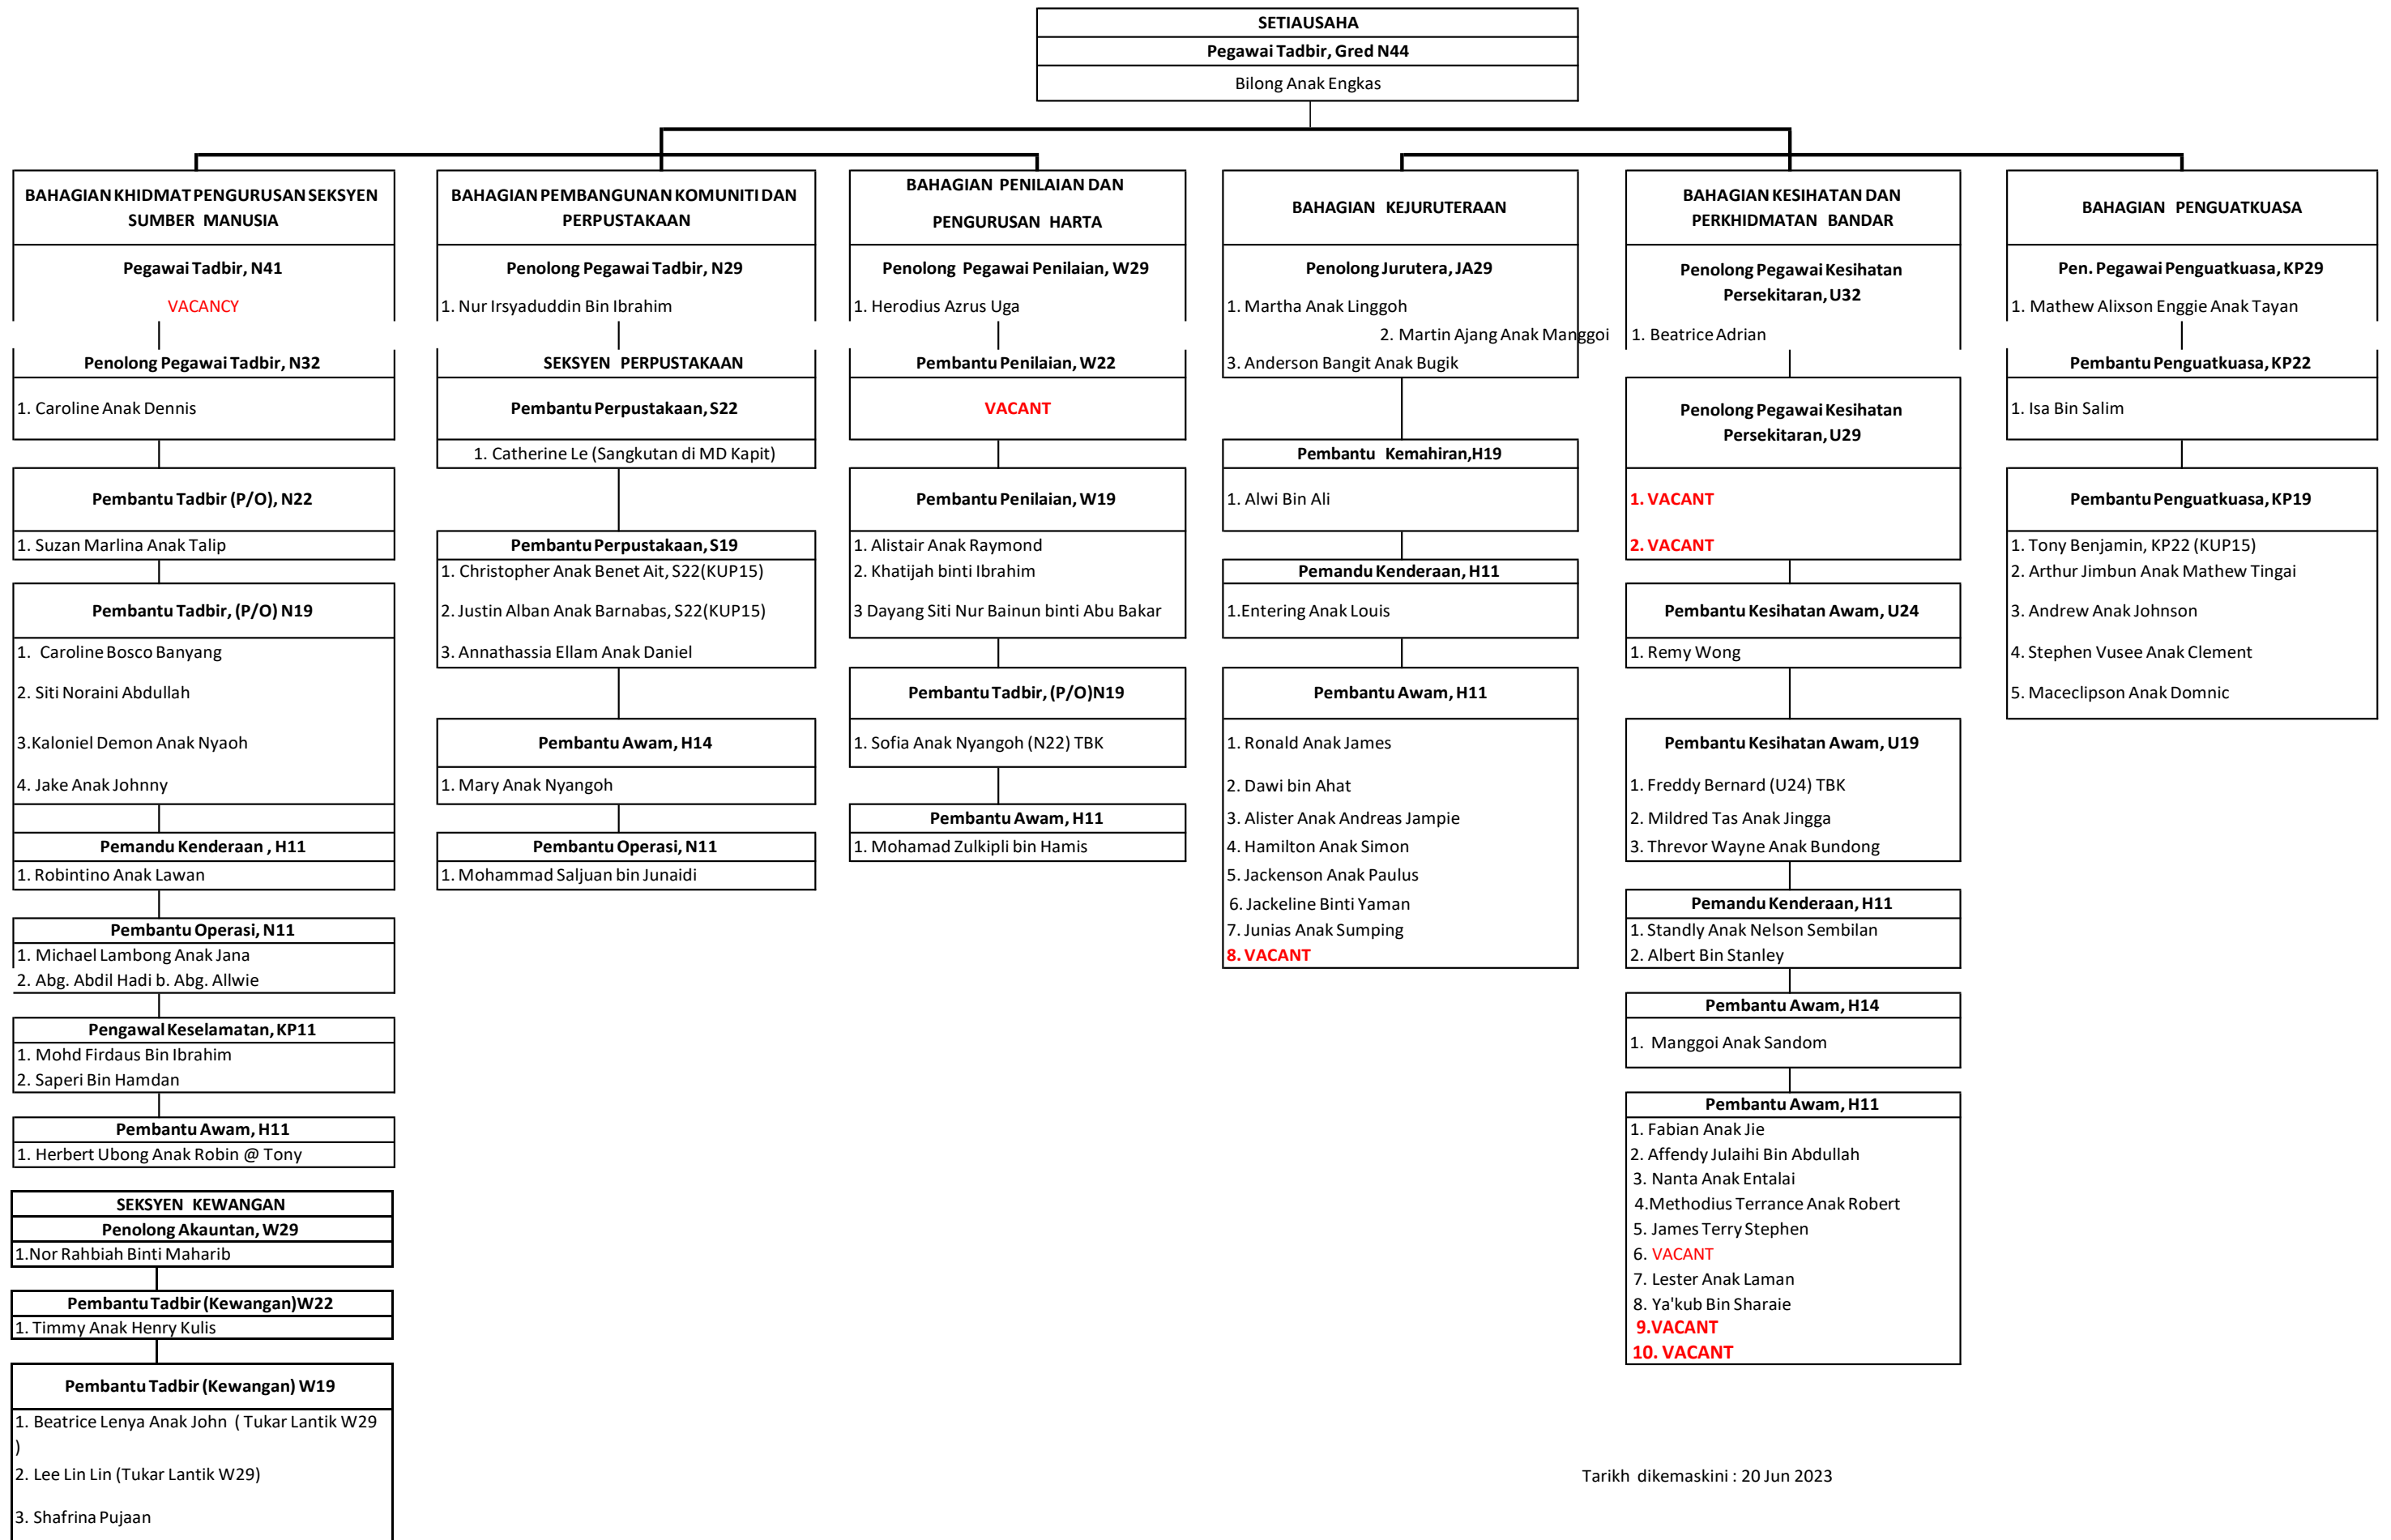 SETIAUSAHA
Pegawai Tadbir, Gred N44
Bilong Anak Engkas
BAHAGIAN KHIDMAT PENGURUSAN SEKSYEN
SUMBER MANUSIA
Pegawai Tadbir, N41
VACANCY
Penolong Pegawai Tadbir, N32
1. Caroline Anak Dennis
Pembantu Tadbir (P/O), N22
1. Suzan Marlina Anak Talip
Pembantu Tadbir, (P/O) N19
1. Caroline Bosco Banyang
2. Siti Noraini Abdullah
3.Kaloniel Demon Anak Nyaoh
4. Jake Anak Johnny
Pemandu Kenderaan , H11
1. Robintino Anak Lawan
Pembantu Operasi, N11
1. Michael Lambong Anak Jana
2. Abg. Abdil Hadi b. Abg. Allwie
Pengawal Keselamatan, KP11
1. Mohd Firdaus Bin Ibrahim
2. Saperi Bin Hamdan
Pembantu Awam, H11
1. Herbert Ubong Anak Robin @ Tony
SEKSYEN KEWANGAN
Penolong Akauntan, W29
1.Nor Rahbiah Binti Maharib
Pembantu Tadbir (Kewangan)W22
1. Timmy Anak Henry Kulis
Pembantu Tadbir (Kewangan) W19
1. Beatrice Lenya Anak John ( Tukar Lantik W29
)
2. Lee Lin Lin (Tukar Lantik W29)
3. Shafrina Pujaan
BAHAGIAN PEMBANGUNAN KOMUNITI DAN
PERPUSTAKAAN
Penolong Pegawai Tadbir, N29
1. Nur Irsyaduddin Bin Ibrahim
SEKSYEN PERPUSTAKAAN
Pembantu Perpustakaan, S22
1. Catherine Le (Sangkutan di MD Kapit)
Pembantu Perpustakaan, S19
1. Christopher Anak Benet Ait, S22(KUP15)
2. Justin Alban Anak Barnabas, S22(KUP15)
3. Annathassia Ellam Anak Daniel
Pembantu Awam, H14
1. Mary Anak Nyangoh
Pembantu Operasi, N11
1. Mohammad Saljuan bin Junaidi
BAHAGIAN PENILAIAN DAN
PENGURUSAN HARTA
Penolong Pegawai Penilaian, W29
1. Herodius Azrus Uga
Pembantu Penilaian, W22
VACANT
Pembantu Penilaian, W19
1. Alistair Anak Raymond
2. Khatijah binti Ibrahim
3 Dayang Siti Nur Bainun binti Abu Bakar
Pembantu Tadbir, (P/O)N19
1. Sofia Anak Nyangoh (N22) TBK
Pembantu Awam, H11
1. Mohamad Zulkipli bin Hamis
BAHAGIAN KEJURUTERAAN
Penolong Jurutera, JA29
1. Martha Anak Linggoh
2. Martin Ajang Anak Manggoi
3. Anderson Bangit Anak Bugik
Pembantu Kemahiran,H19
1. Alwi Bin Ali
Pemandu Kenderaan, H11
1.Entering Anak Louis
Pembantu Awam, H11
1. Ronald Anak James
2. Dawi bin Ahat
3. Alister Anak Andreas Jampie
4. Hamilton Anak Simon
5. Jackenson Anak Paulus
6. Jackeline Binti Yaman
7. Junias Anak Sumping
8. VACANT
BAHAGIAN KESIHATAN DAN
PERKHIDMATAN BANDAR
Penolong Pegawai Kesihatan
Persekitaran, U32
1. Beatrice Adrian
Penolong Pegawai Kesihatan
Persekitaran, U29
1. VACANT
2. VACANT
Pembantu Kesihatan Awam, U24
1. Remy Wong
Pembantu Kesihatan Awam, U19
1. Freddy Bernard (U24) TBK
2. Mildred Tas Anak Jingga
3. Threvor Wayne Anak Bundong
Pemandu Kenderaan, H11
1. Standly Anak Nelson Sembilan
2. Albert Bin Stanley
Pembantu Awam, H14
1. Manggoi Anak Sandom
Pembantu Awam, H11
1. Fabian Anak Jie
2. Affendy Julaihi Bin Abdullah
3. Nanta Anak Entalai
4.Methodius Terrance Anak Robert
5. James Terry Stephen
6. VACANT
7. Lester Anak Laman
8. Ya'kub Bin Sharaie
9.VACANT
10. VACANT
BAHAGIAN PENGUATKUASA
Pen. Pegawai Penguatkuasa, KP29
1. Mathew Alixson Enggie Anak Tayan
Pembantu Penguatkuasa, KP22
1. Isa Bin Salim
Pembantu Penguatkuasa, KP19
1. Tony Benjamin, KP22 (KUP15)
2. Arthur Jimbun Anak Mathew Tingai
3. Andrew Anak Johnson
4. Stephen Vusee Anak Clement
5. Maceclipson Anak Domnic
Tarikh dikemaskini : 20 Jun 2023